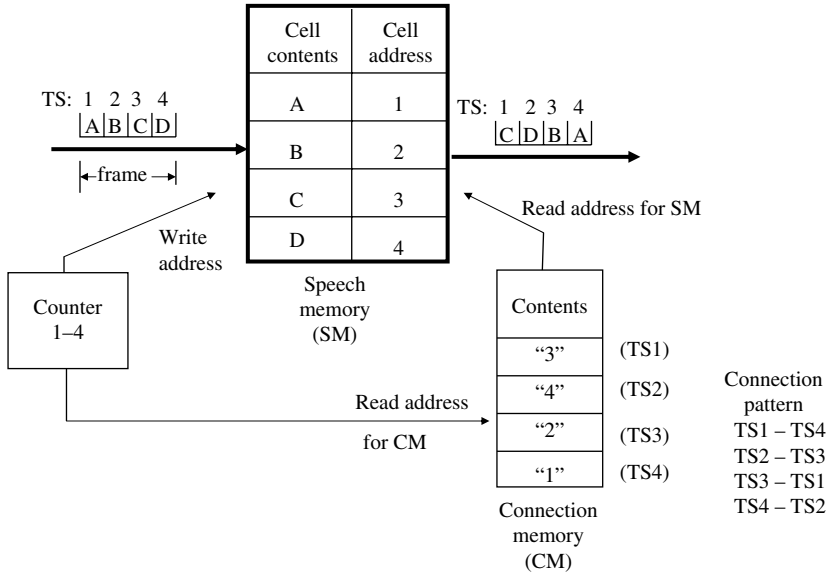 Cell contents
Cell address
A 1
B 2
C 3
D 4
Speech memory (SM)
TS: 1 2 3 4
A B C D
frame
TS: 1 2 3 4
C D B A
Write address
Read address for SM
Counter 1–4
Read address for CM
Contents
“3” (TS1)
“4” (TS2)
“2” (TS3)
“1” (TS4)
Connection memory (CM)
Connection pattern
TS1 – TS4
TS2 – TS3
TS3 – TS1
TS4 – TS2